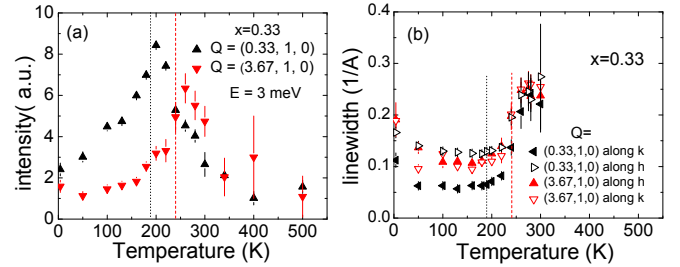 (a)
x=0.33
Q = (0.33, 1, 0)
Q = (3.67, 1, 0)
E = 3 meV
intensity( a.u.)
10
8
6
4
2
0
0 100 200 300 400 500
Temperature (K)
(b)
x=0.33
Q=
(0.33,1,0) along k
(0.33,1,0) along h
(3.67,1,0) along h
(3.67,1,0) along k
linewidth (1/A)
0.4
0.3
0.2
0.1
0.0
0 100 200 300 400 500
Temperature (K)